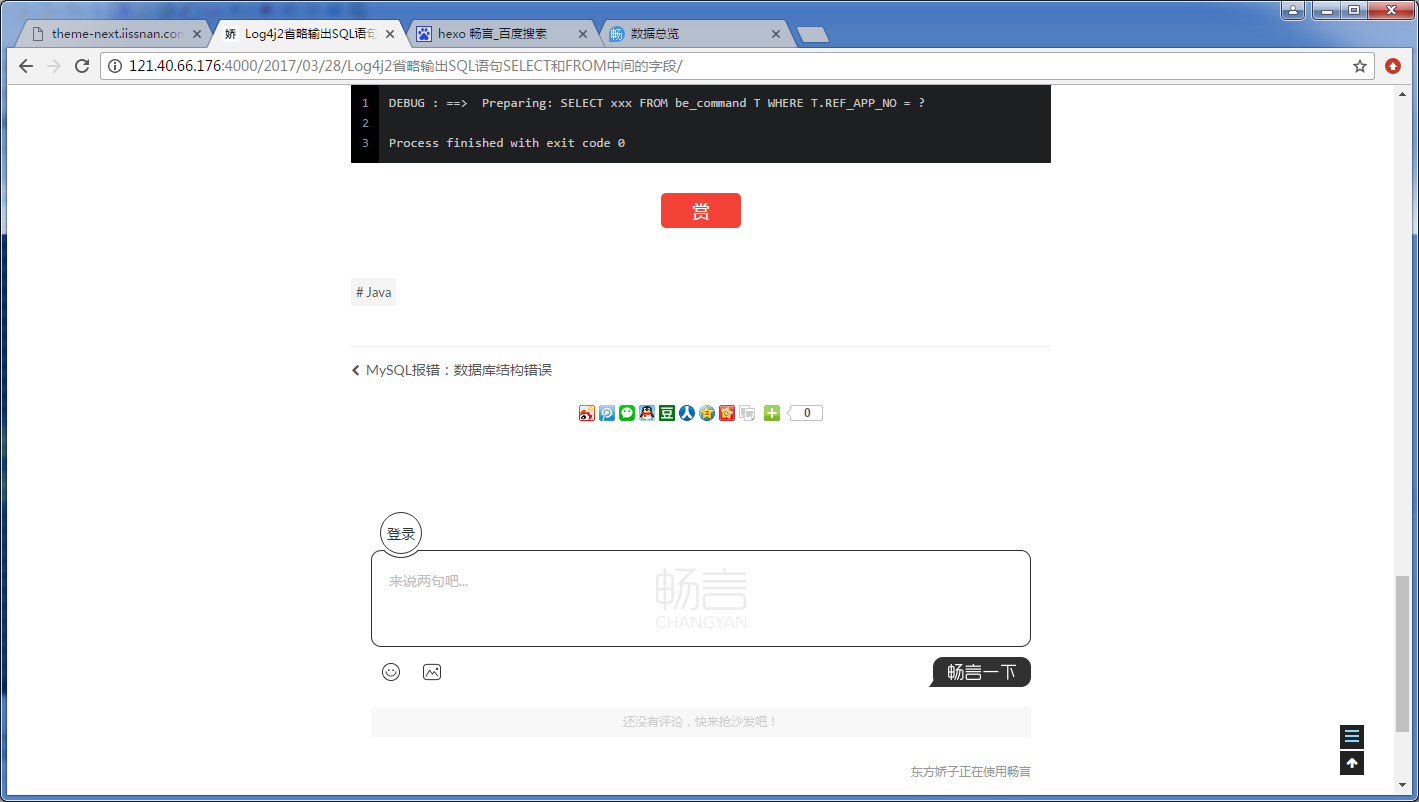 theme-next.iissnan.com
娇 Log4j2省略输出SQL语句
hexo 畅言_百度搜索
畅 数据总览
121.40.66.176:4000/2017/03/28/Log4j2省略输出SQL语句SELECT和FROM中间的字段/
1 DEBUG : ==>  Preparing: SELECT xxx FROM be_command T WHERE T.REF_APP_NO = ?
2
3 Process finished with exit code 0
赏
# Java
MySQL报错：数据库结构错误
豆
0
登录
来说两句吧...
畅言
CHANGYAN
畅言一下
还没有评论，快来抢沙发吧！
东方娇子正在使用畅言